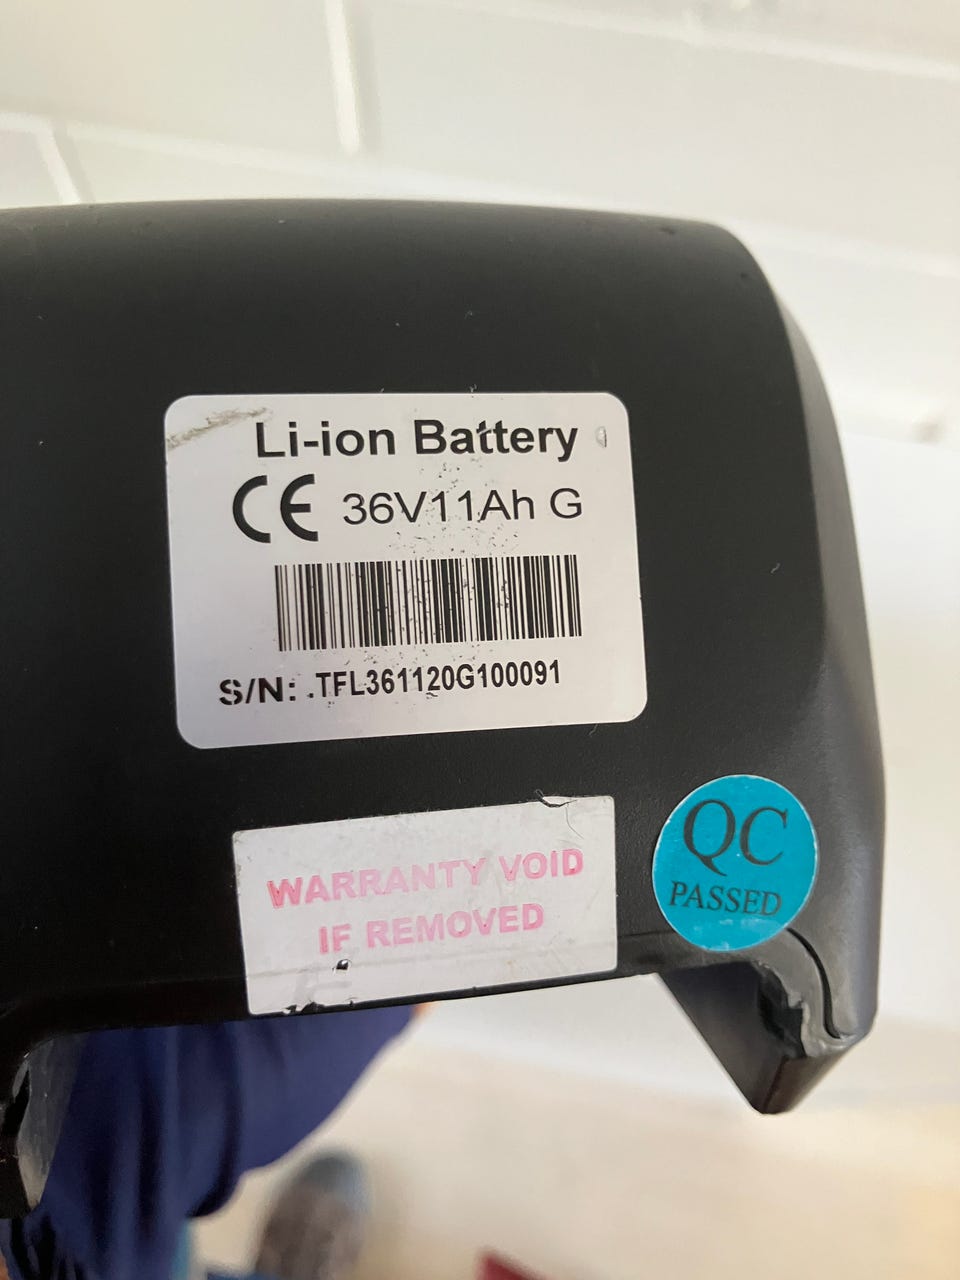 Li-ion Battery
CE 36V11Ah G
S/N: .TFL361120G100091
WARRANTY VOID
IF REMOVED
QC
PASSED